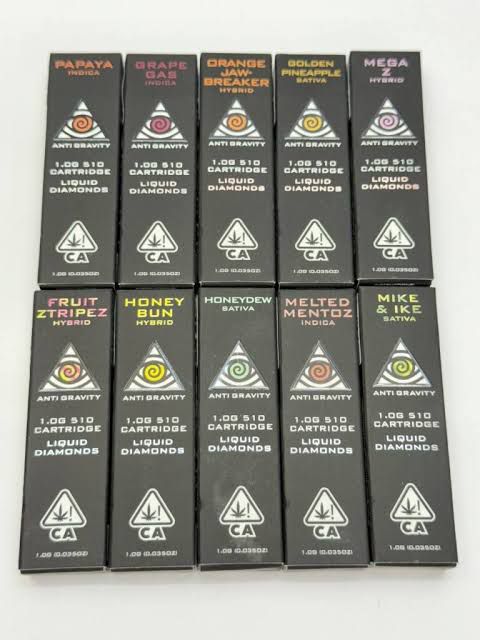 PAPAYA
INDICA
ANTI GRAVITY
1.0G 510
CARTRIDGE
LIQUID
DIAMONDS
CA
1.0G (0.035OZ)
GRAPE
GAS
INDICA
ANTI GRAVITY
1.0G 510
CARTRIDGE
LIQUID
DIAMONDS
CA
1.0G (0.035OZ)
ORANGE
JAW-
BREAKER
HYBRID
ANTI GRAVITY
1.0G 510
CARTRIDGE
LIQUID
DIAMONDS
CA
1.0G (0.035OZ)
GOLDEN
PINEAPPLE
SATIVA
ANTI GRAVITY
1.0G 510
CARTRIDGE
LIQUID
DIAMONDS
CA
1.0G (0.035OZ)
MEGA
Z
HYBRID
ANTI GRAVITY
1.0G 510
CARTRIDGE
LIQUID
DIAMONDS
CA
1.0G (0.035OZ)
FRUIT
ZTRIPEZ
HYBRID
ANTI GRAVITY
1.0G 510
CARTRIDGE
LIQUID
DIAMONDS
!
CA
1.0G (0.035OZ)
HONEY
BUN
HYBRID
ANTI GRAVITY
1.0G 510
CARTRIDGE
LIQUID
DIAMONDS
!
CA
1.0G (0.035OZ)
HONEYDEW
SATIVA
ANTI GRAVITY
1.0G 510
CARTRIDGE
LIQUID
DIAMONDS
!
CA
1.0G (0.035OZ)
MELTED
MENTOZ
INDICA
ANTI GRAVITY
1.0G 510
CARTRIDGE
LIQUID
DIAMONDS
!
CA
1.0G (0.035OZ)
MIKE
& IKE
SATIVA
ANTI GRAVITY
1.0G 510
CARTRIDGE
LIQUID
DIAMONDS
!
CA
1.0G (0.035OZ)